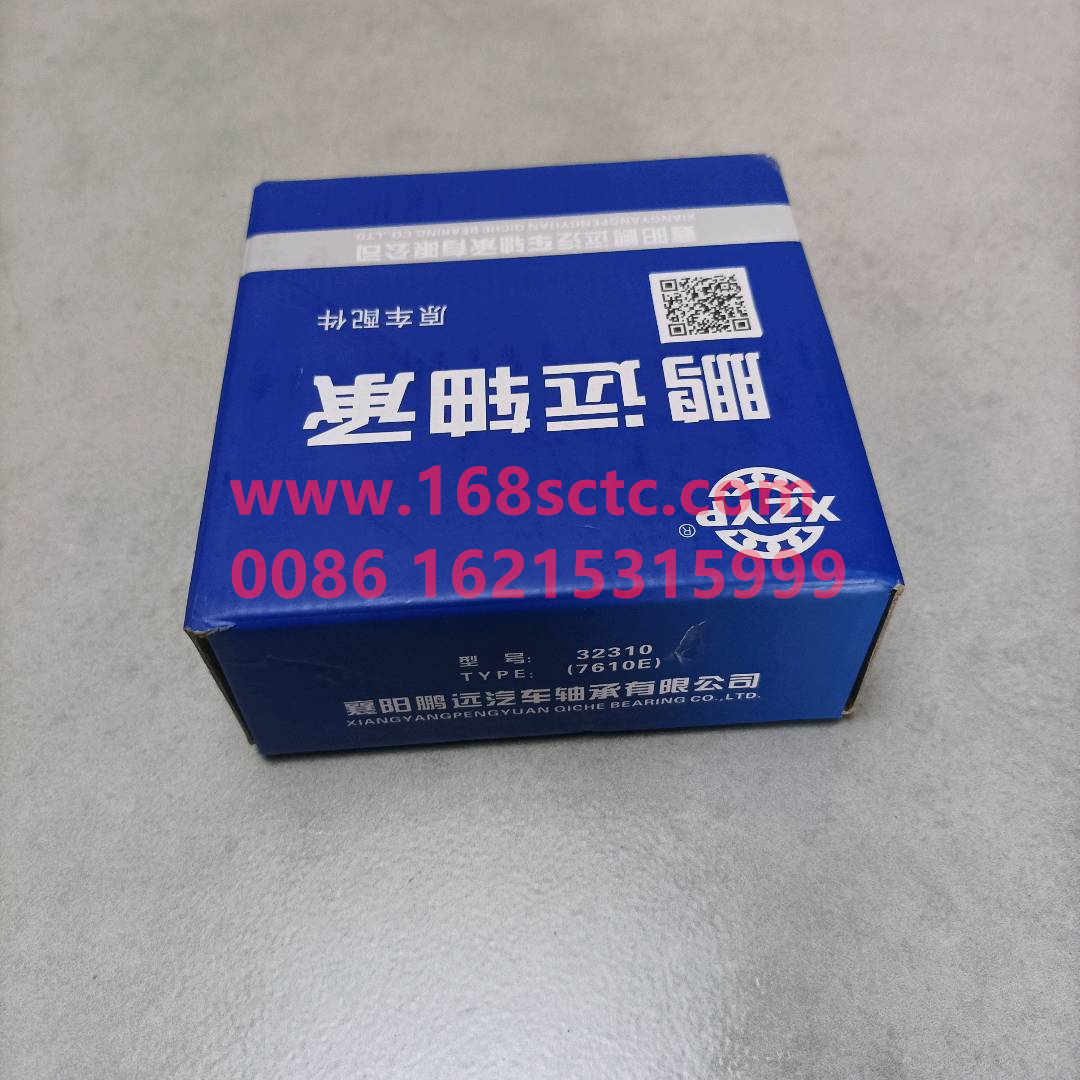 XIANGYANGPENGYUAN QICHE BEARING CO.,LTD.
襄阳鹏远汽车轴承有限公司
原车配件
鹏远轴承
XZYP®
www.168sctc.com
0086 16215315999
型 号: 32310
TYPE: (7610E)
襄阳鹏远汽车轴承有限公司
XIANGYANGPENGYUAN QICHE BEARING CO.,LTD.